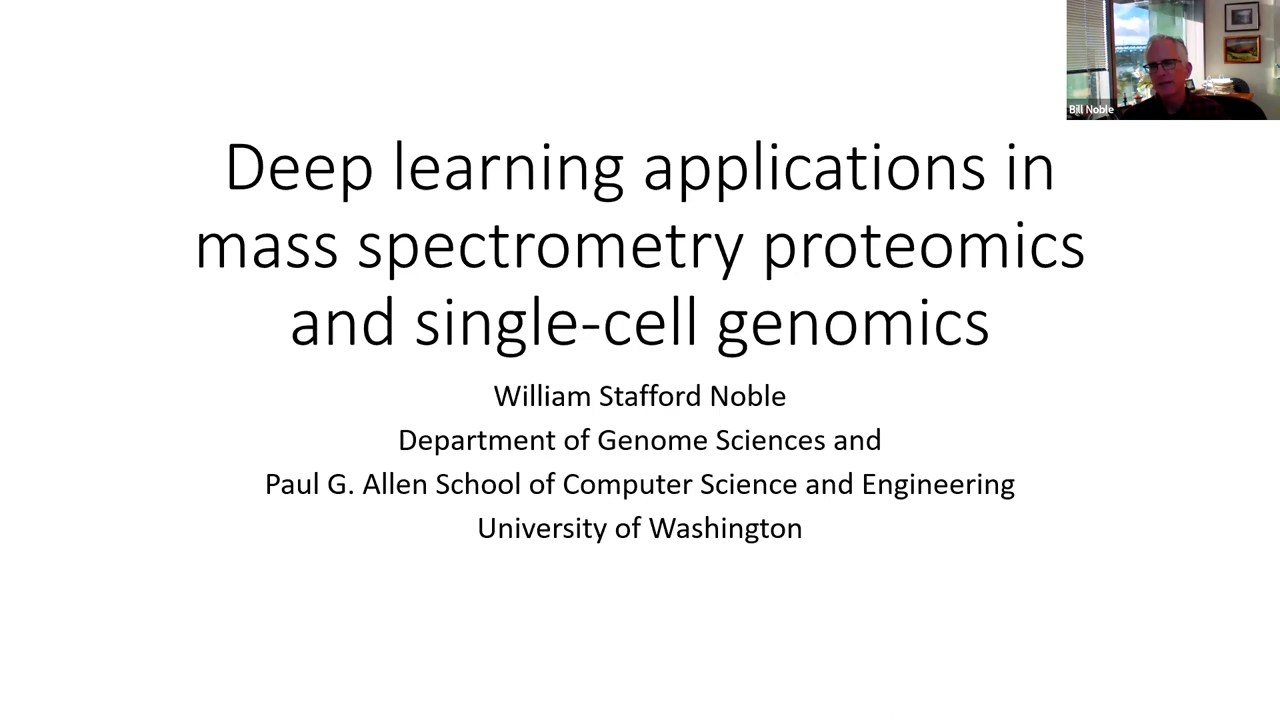 Bill Noble
Deep learning applications in
mass spectrometry proteomics
and single-cell genomics
William Stafford Noble
Department of Genome Sciences and
Paul G. Allen School of Computer Science and Engineering
University of Washington